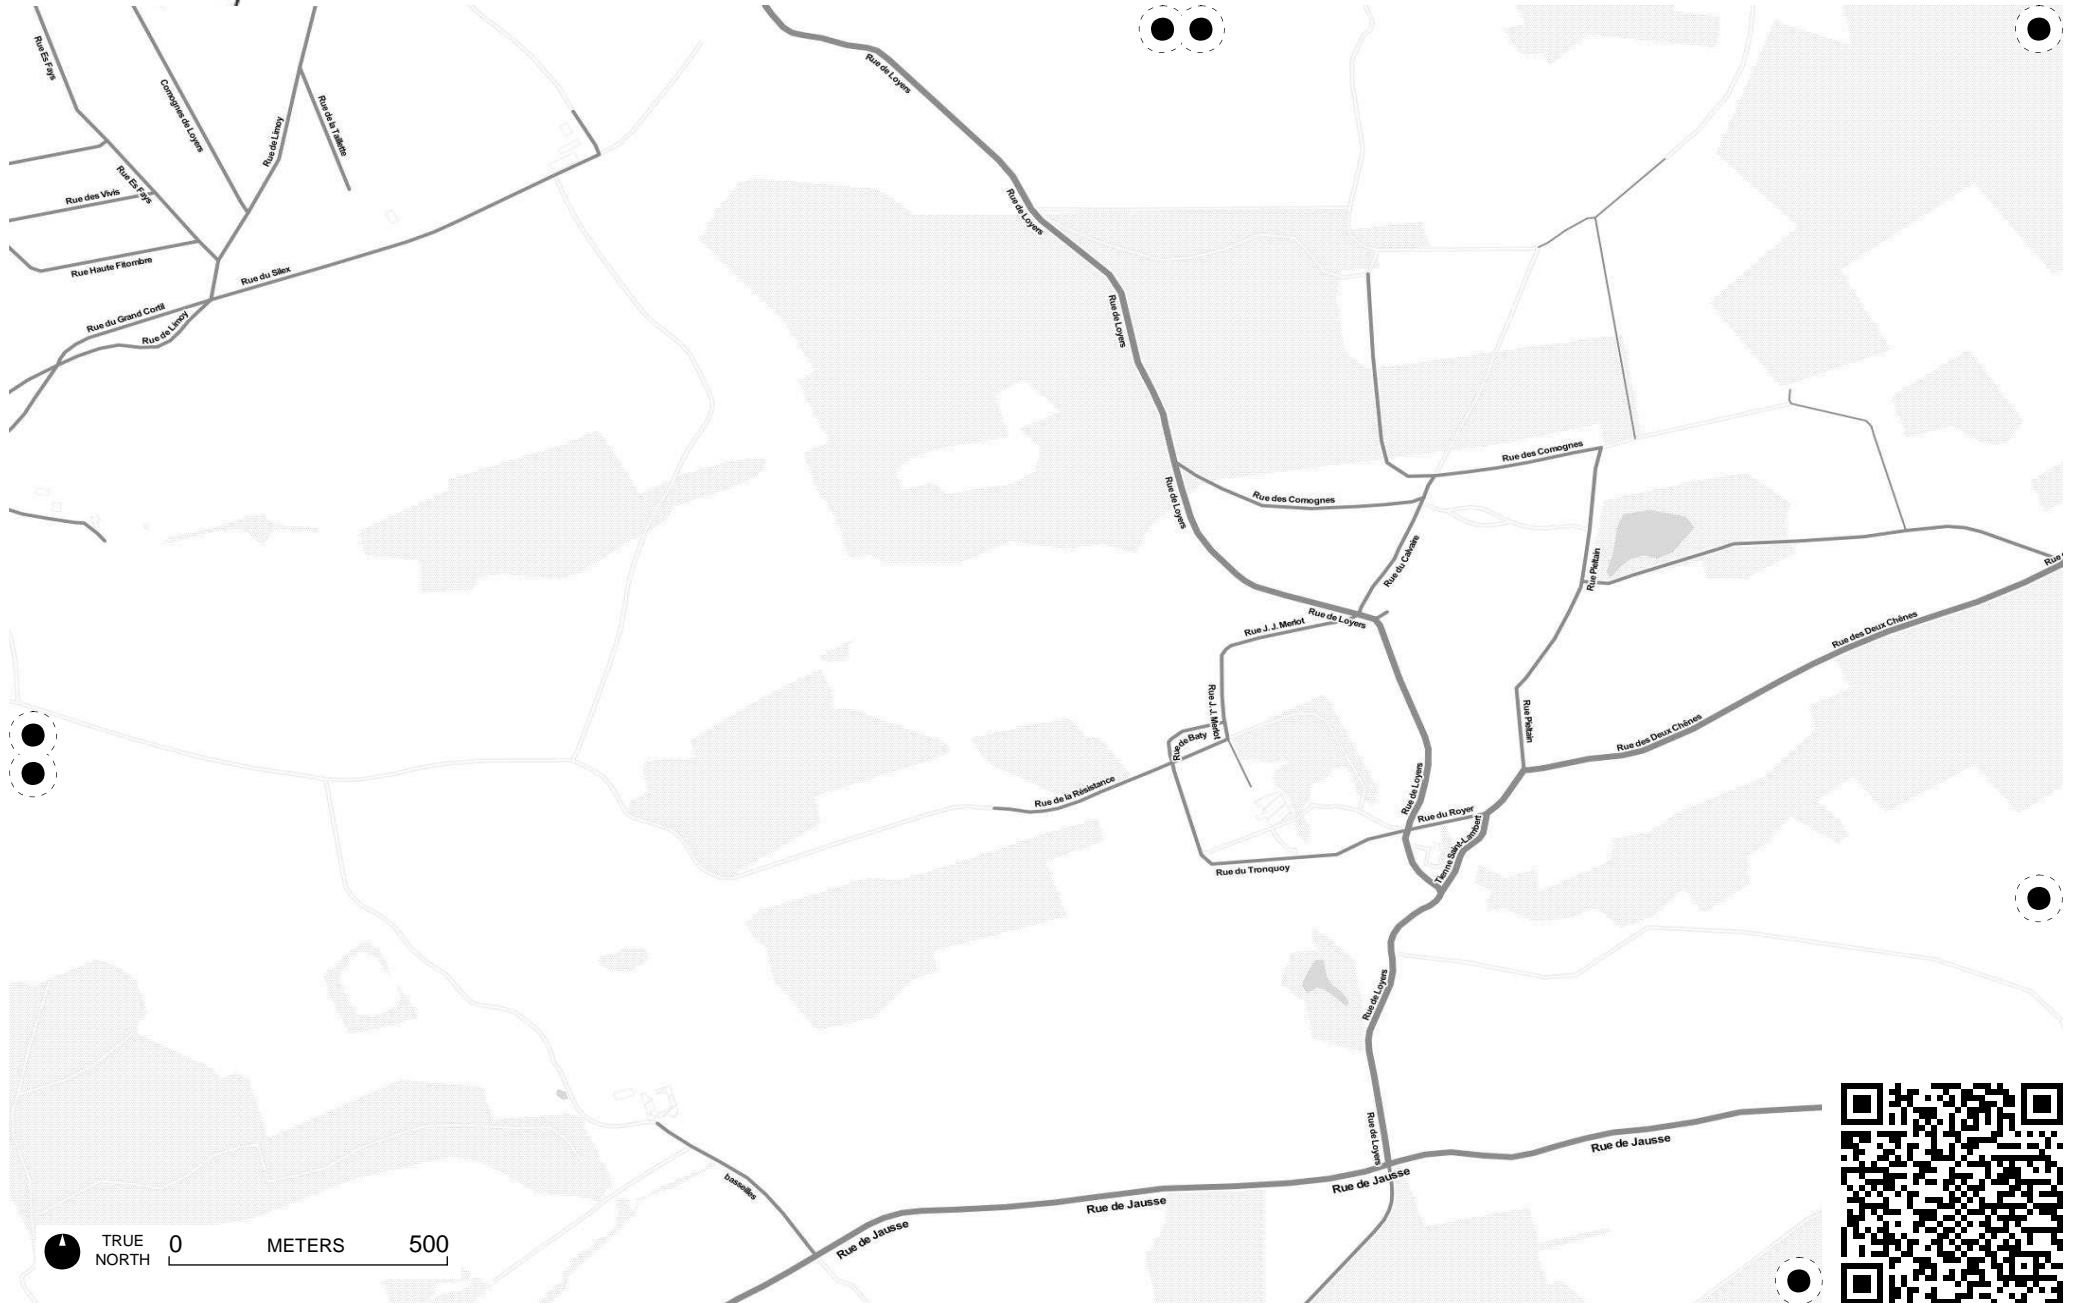 Rue Es Fays
Comognes de Loyers
Rue de Limoy
Rue de la Taillette
Rue de Loyers
Rue des Vivis
Rue Es Fays
Rue de Loyers
Rue Haute Fitombre
Rue du Silex
Rue du Grand Cortil
Rue de Limoy
Rue de Loyers
Rue des Comognes
Rue des Comognes
Rue de Loyers
Rue du Calvaire
Rue Pieltain
Rue
Rue de Loyers
Rue J. J. Merlot
Rue des Deux Chênes
Rue J. J. Merlot
Rue Pieltain
Rue des Deux Chênes
Rue de Baty
Rue de la Résistance
Rue de Loyers
Rue du Royer
Tienne Saint-Lambert
Rue du Tronquoy
Rue de Loyers
Rue de Loyers
Rue de Jausse
Rue de Jausse
basseilles
Rue de Jausse
Rue de Jausse
TRUE
NORTH
0 METERS 500